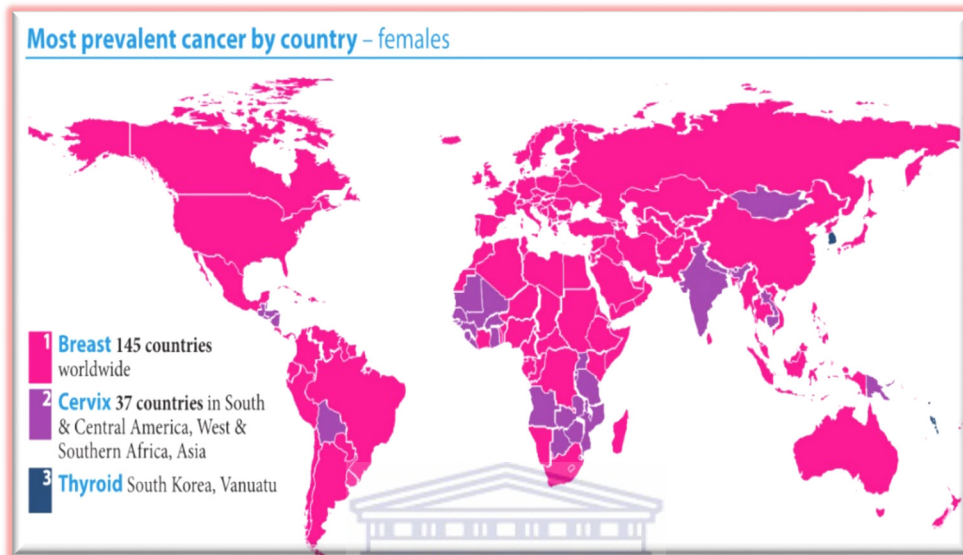 Most prevalent cancer by country – females
1 Breast 145 countries
worldwide
2 Cervix 37 countries in South
& Central America, West &
Southern Africa, Asia
3 Thyroid South Korea, Vanuatu